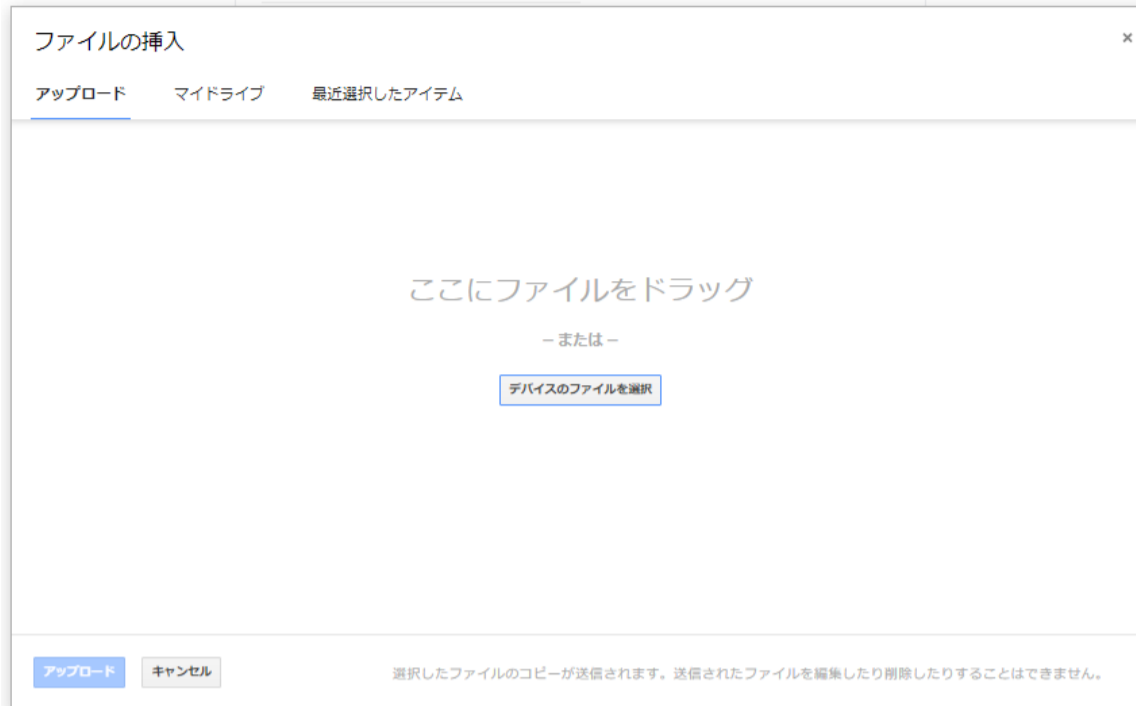 ファイルの挿入
×
アップロード マイドライブ 最近選択したアイテム
ここにファイルをドラッグ
– または –
デバイスのファイルを選択
アップロード キャンセル 選択したファイルのコピーが送信されます。送信されたファイルを編集したり削除したりすることはできません。